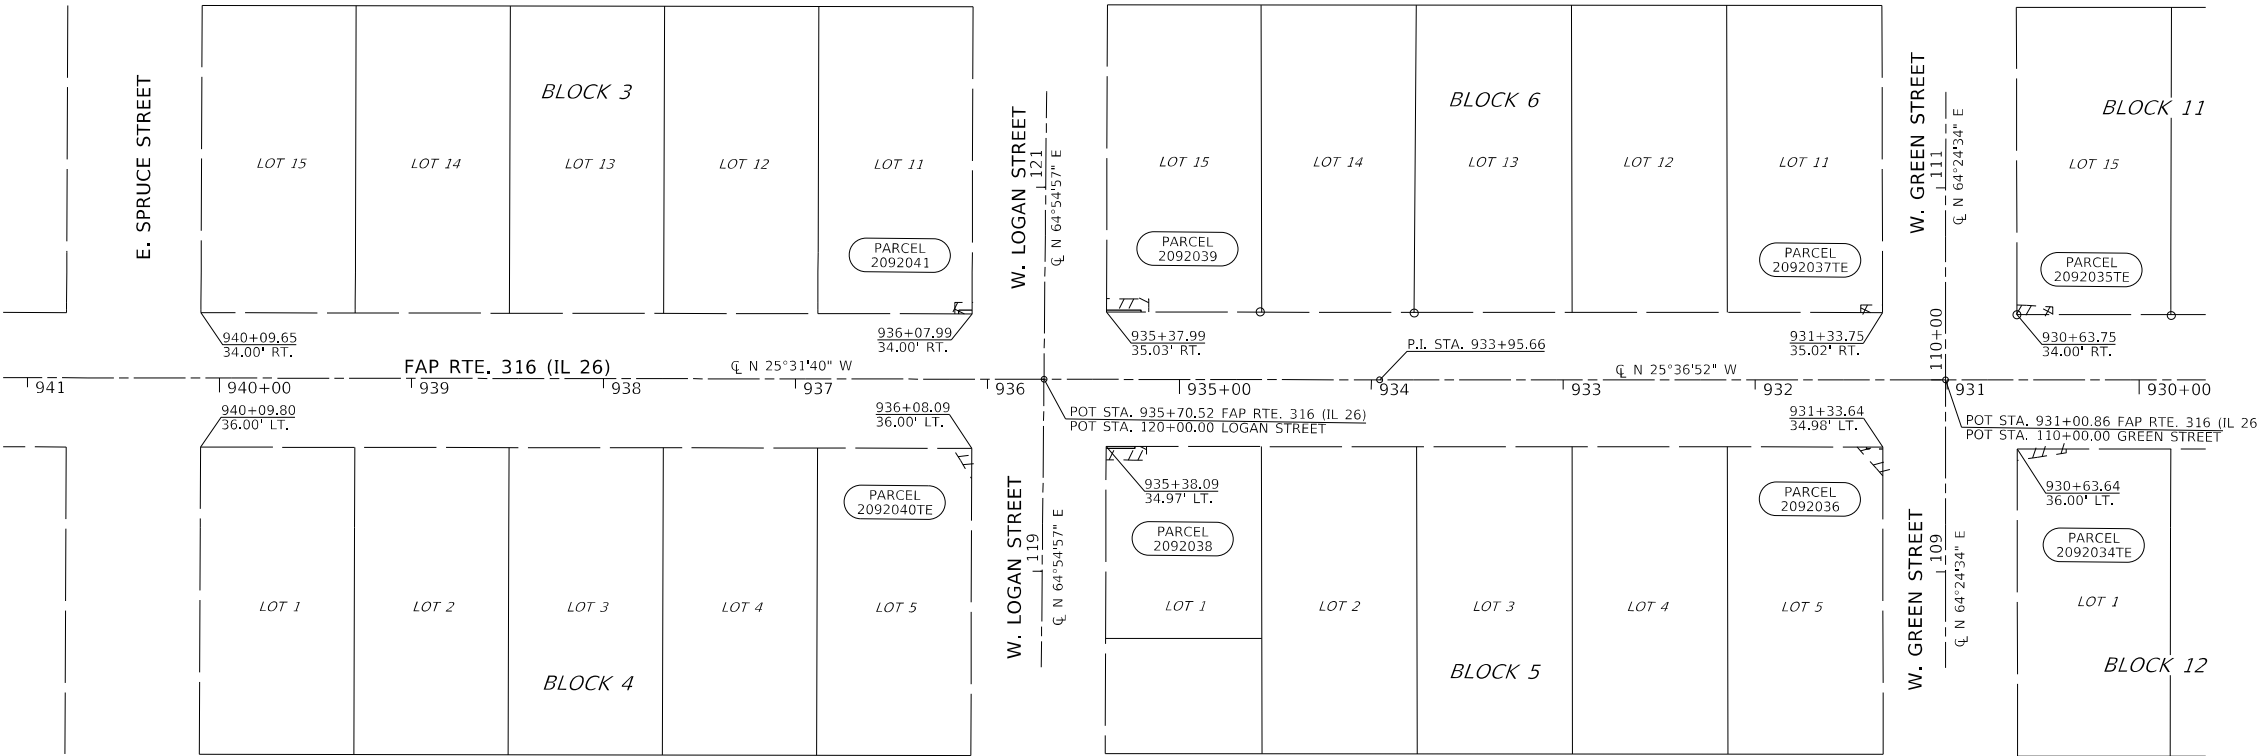 E. SPRUCE STREET
BLOCK 3
LOT 15
LOT 14
LOT 13
LOT 12
LOT 11
PARCEL
2092041
W. LOGAN STREET
121
℄ N 64°54'57" E
BLOCK 6
LOT 15
LOT 14
LOT 13
LOT 12
LOT 11
PARCEL
2092039
PARCEL
2092037TE
W. GREEN STREET
111
℄ N 64°24'34" E
BLOCK 11
LOT 15
PARCEL
2092035TE
940+09.65
34.00' RT.
936+07.99
34.00' RT.
935+37.99
35.03' RT.
P.I. STA. 933+95.66
931+33.75
35.02' RT.
110+00
930+63.75
34.00' RT.
FAP RTE. 316 (IL 26)
℄ N 25°31'40" W
℄ N 25°36'52" W
941
940+00
939
938
937
936
935+00
934
933
932
931
930+00
940+09.80
36.00' LT.
936+08.09
36.00' LT.
POT STA. 935+70.52 FAP RTE. 316 (IL 26)
POT STA. 120+00.00 LOGAN STREET
931+33.64
34.98' LT.
POT STA. 931+00.86 FAP RTE. 316 (IL 26
POT STA. 110+00.00 GREEN STREET
935+38.09
34.97' LT.
930+63.64
36.00' LT.
PARCEL
2092040TE
W. LOGAN STREET
119
℄ N 64°54'57" E
PARCEL
2092038
PARCEL
2092036
W. GREEN STREET
109
℄ N 64°24'34" E
PARCEL
2092034TE
LOT 1
LOT 2
LOT 3
LOT 4
LOT 5
LOT 1
LOT 2
LOT 3
LOT 4
LOT 5
LOT 1
BLOCK 4
BLOCK 5
BLOCK 12